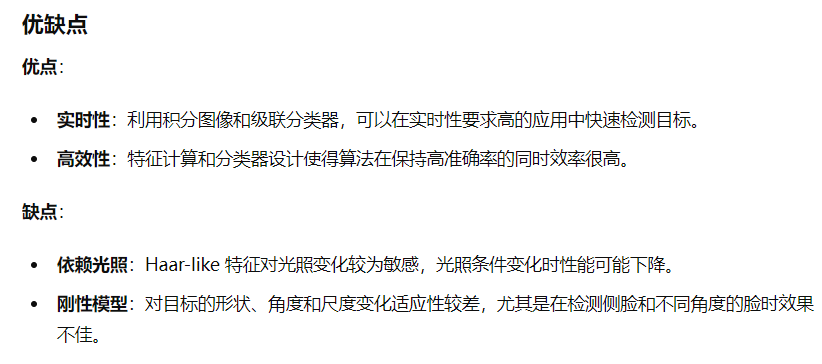 优缺点
优点：
• 实时性：利用积分图像和级联分类器，可以在实时性要求高的应用中快速检测目标。
• 高效性：特征计算和分类器设计使得算法在保持高准确率的同时效率很高。
缺点：
• 依赖光照：Haar-like 特征对光照变化较为敏感，光照条件变化时性能可能下降。
• 刚性模型：对目标的形状、角度和尺度变化适应性较差，尤其是在检测侧脸和不同角度的脸时效果
不佳。